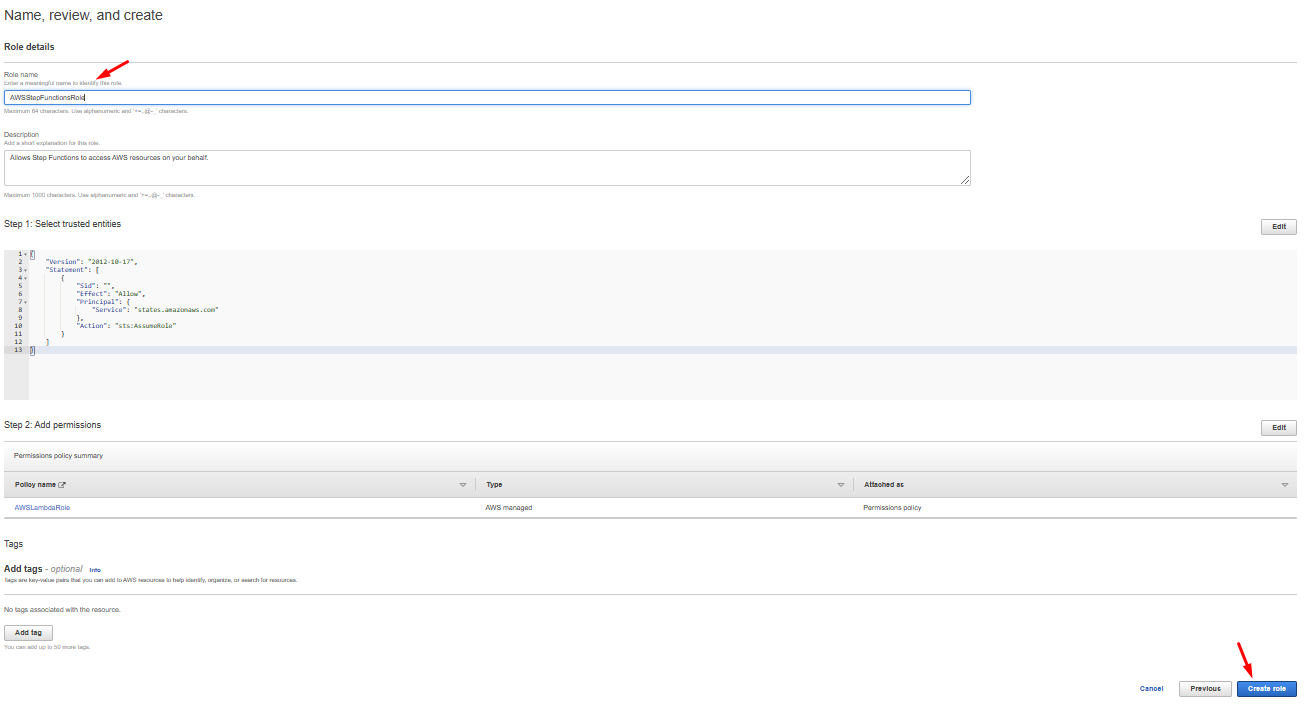 Name, review, and create
Role details
Role name
Enter a meaningful name to identify this role.
AWSStepFunctionsRole
Maximum 64 characters. Use alphanumeric and '+=,.@-_' characters.
Description
Add a short explanation for this role.
Allows Step Functions to access AWS resources on your behalf.
Maximum 1000 characters. Use alphanumeric and '+=,.@-_' characters.
Step 1: Select trusted entities
Edit
1 {
2 "Version": "2012-10-17",
3 "Statement": [
4 {
5 "Sid": "",
6 "Effect": "Allow",
7 "Principal": {
8 "Service": "states.amazonaws.com"
9 },
10 "Action": "sts:AssumeRole"
11 }
12 ]
13 }
Step 2: Add permissions
Edit
Permissions policy summary
Policy name Type Attached as
AWSLambdaRole AWS managed Permissions policy
Tags
Add tags - optional Info
Tags are key-value pairs that you can add to AWS resources to help identify, organize, or search for resources.
No tags associated with the resource.
Add tag
You can add up to 50 more tags.
Cancel Previous Create role